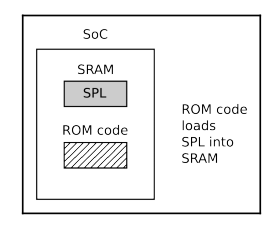 SoC
SRAM
SPL
ROM code
ROM code
loads
SPL into
SRAM